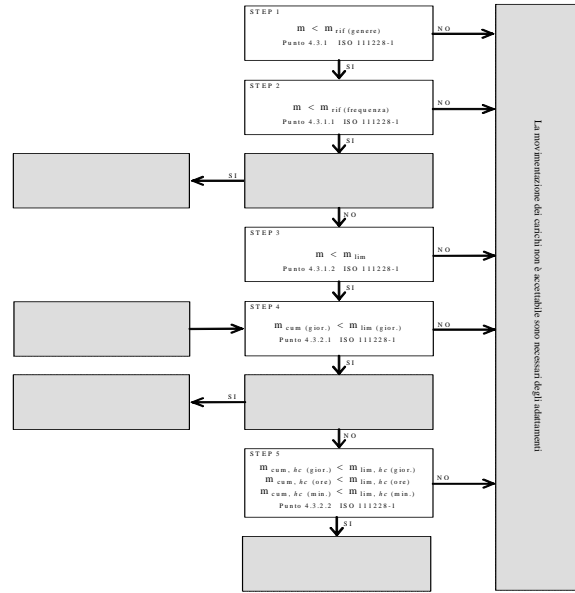 STEP 1
m < m rif (genere)
Punto 4.3.1 ISO 111228-1
NO
SI
STEP 2
m < m rif (frequenza)
Punto 4.3.1.1 ISO 111228-1
NO
SI
SI
NO
STEP 3
m < m lim
Punto 4.3.1.2 ISO 111228-1
NO
SI
STEP 4
m cum (gior.) < m lim (gior.)
Punto 4.3.2.1 ISO 111228-1
NO
SI
SI
NO
STEP 5
m cum, hc (gior.) < m lim, hc (gior.)
m cum, hc (ore) < m lim, hc (ore)
m cum, hc (min.) < m lim, hc (min.)
Punto 4.3.2.2 ISO 111228-1
NO
SI
La movimentazione dei carichi non è accettabile sono necessari degli adattamenti